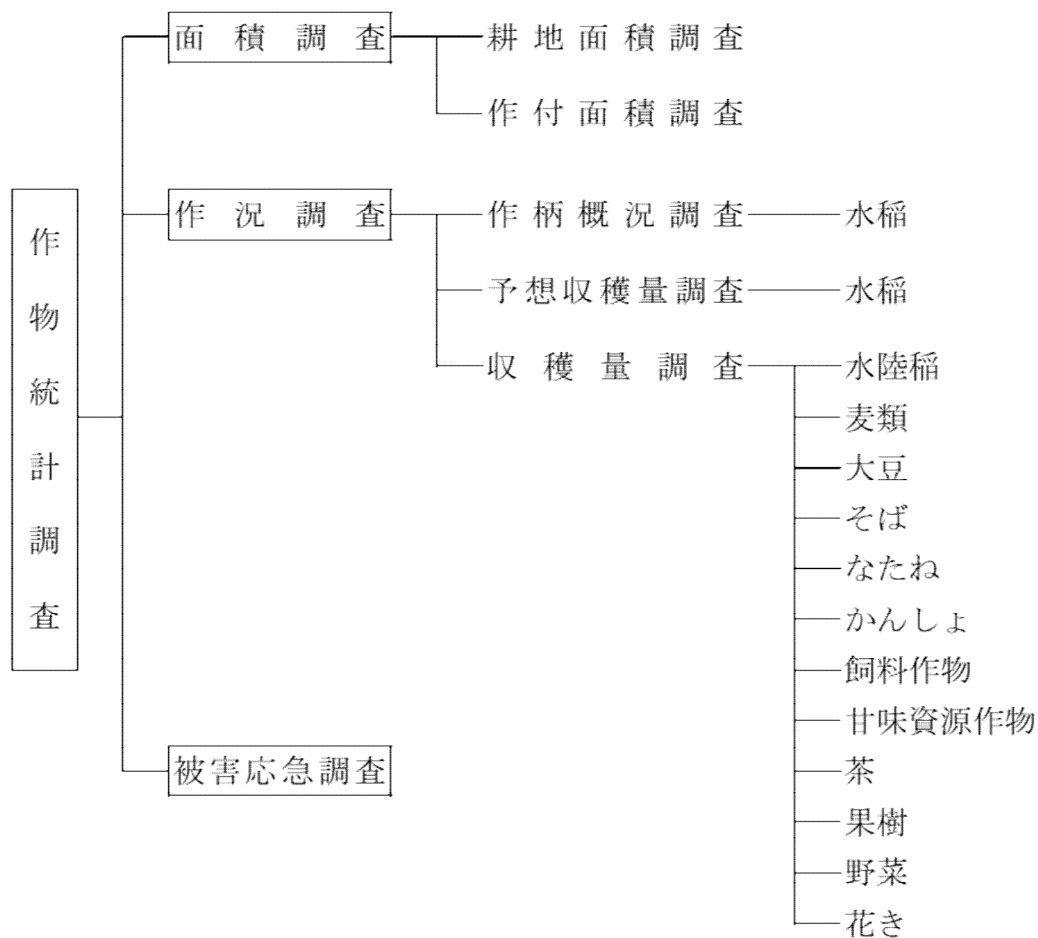 作物統計調査
面積調査
耕地面積調査
作付面積調査
作況調査
作柄概況調査
水稲
予想収穫量調査
水稲
収穫量調査
水陸稲
麦類
大豆
そば
なたね
かんしょ
飼料作物
甘味資源作物
茶
果樹
野菜
花き
被害応急調査